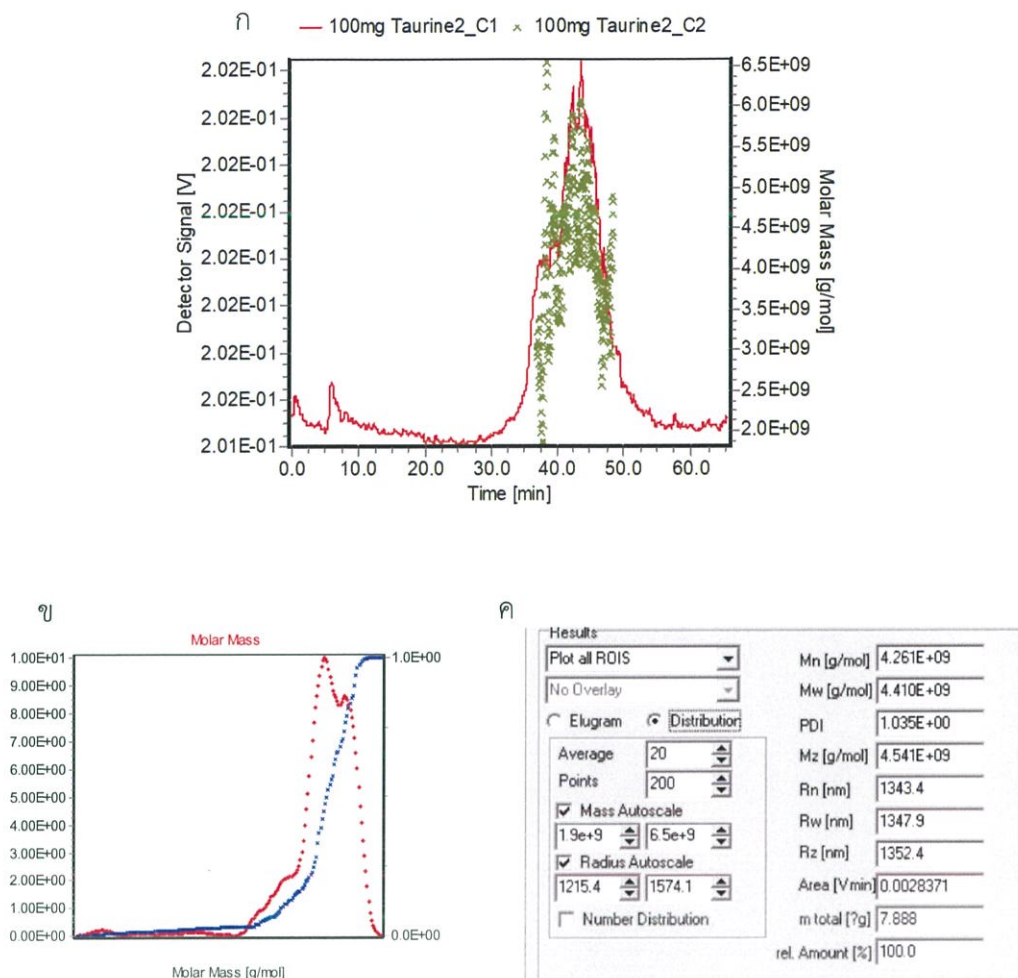 ก
100mg Taurine2_C1 100mg Taurine2_C2
2.02E-01
2.02E-01
2.02E-01
2.02E-01
2.02E-01
2.02E-01
2.02E-01
2.02E-01
2.01E-01
Detector Signal [V]
6.5E+09
6.0E+09
5.5E+09
5.0E+09
4.5E+09
4.0E+09
3.5E+09
3.0E+09
2.5E+09
2.0E+09
Molar Mass [g/mol]
0.0 10.0 20.0 30.0 40.0 50.0 60.0
Time [min]
ข
Molar Mass
1.00E+01
9.00E+00
8.00E+00
7.00E+00
6.00E+00
5.00E+00
4.00E+00
3.00E+00
2.00E+00
1.00E+00
0.00E+00
1.0E+00
0.0E+00
Molar Mass [g/mol]
ค
Results
Plot all ROIS
No Overlay
Elugram Distribution
Average 20
Points 200
Mass Autoscale
1.9e+9 6.5e+9
Radius Autoscale
1215.4 1574.1
Number Distribution
Mn [g/mol] 4.261E+09
Mw [g/mol] 4.410E+09
PDI 1.035E+00
Mz [g/mol] 4.541E+09
Rn [nm] 1343.4
Rw [nm] 1347.9
Rz [nm] 1352.4
Area [Vmin] 0.0028371
m total [?g] 7.888
rel. Amount [%] 100.0